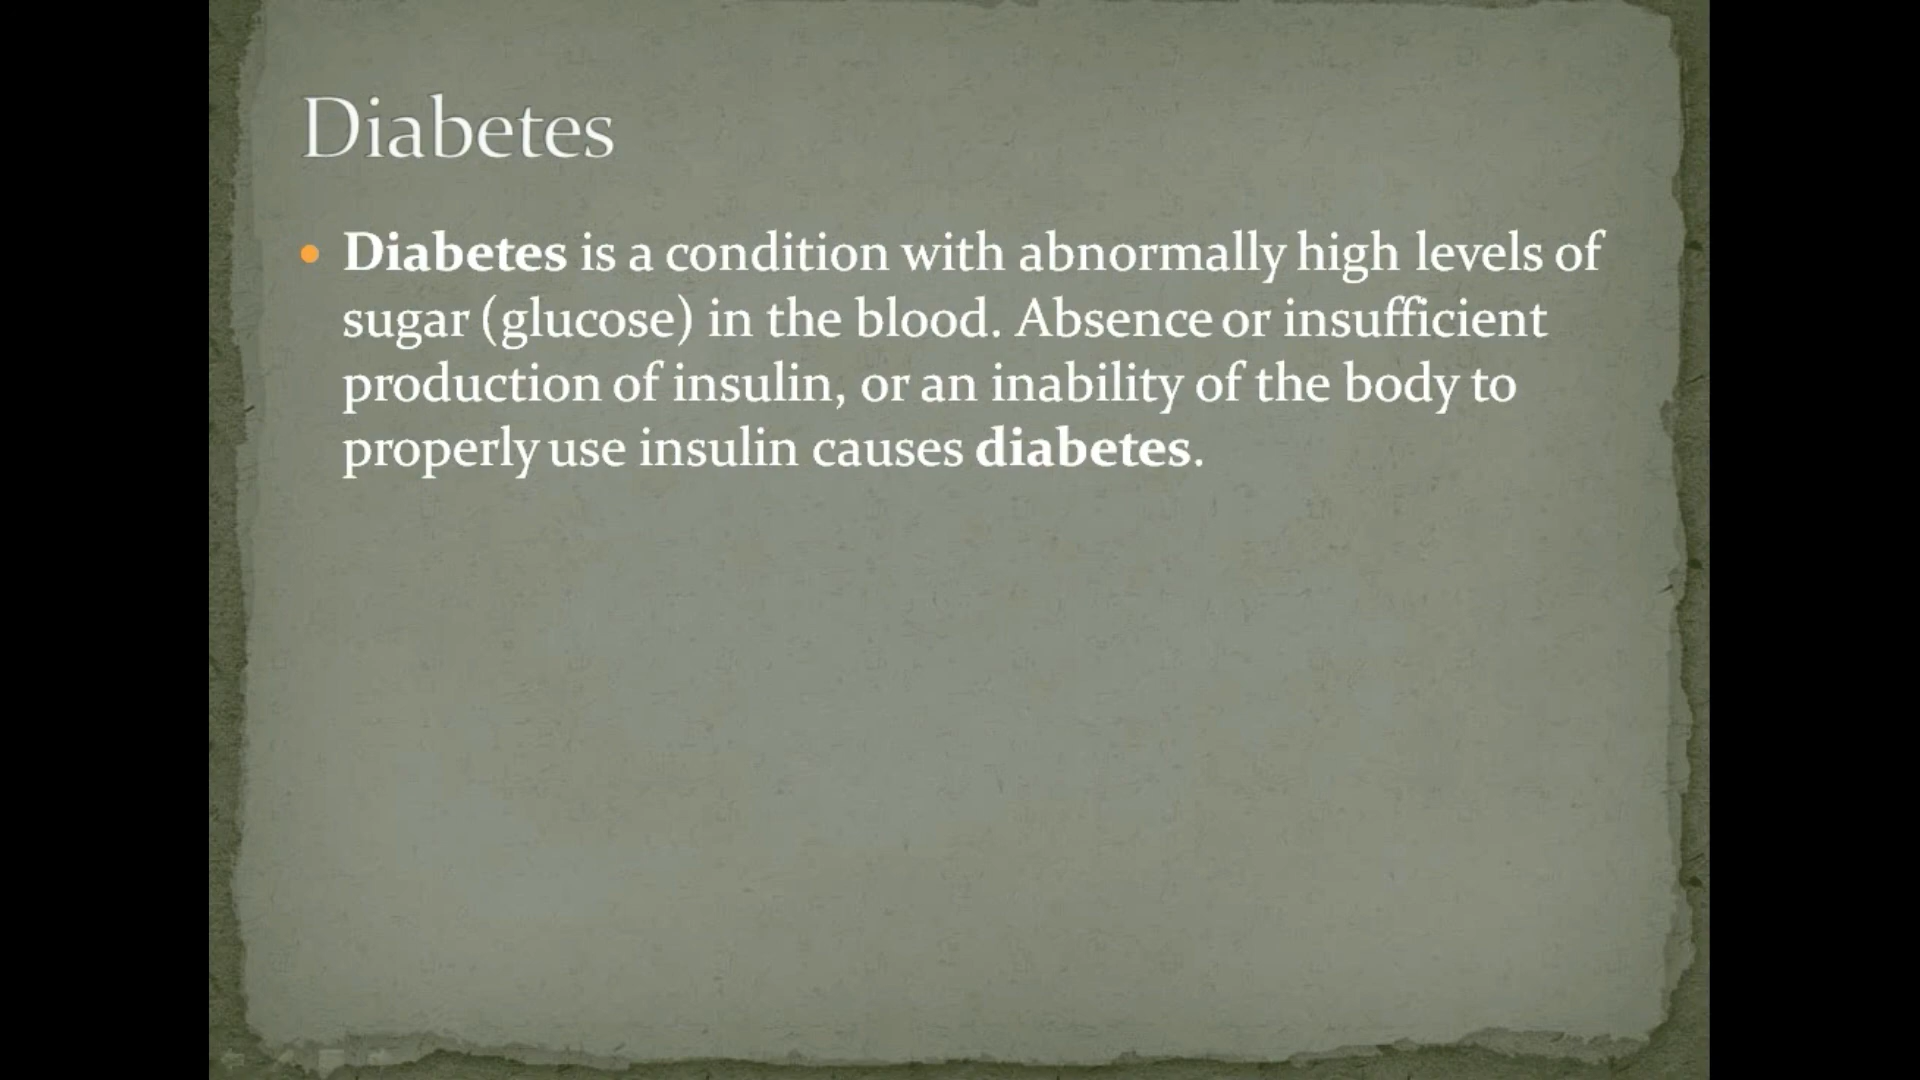 Diabetes
• Diabetes is a condition with abnormally high levels of
sugar (glucose) in the blood. Absence or insufficient
production of insulin, or an inability of the body to
properly use insulin causes diabetes.